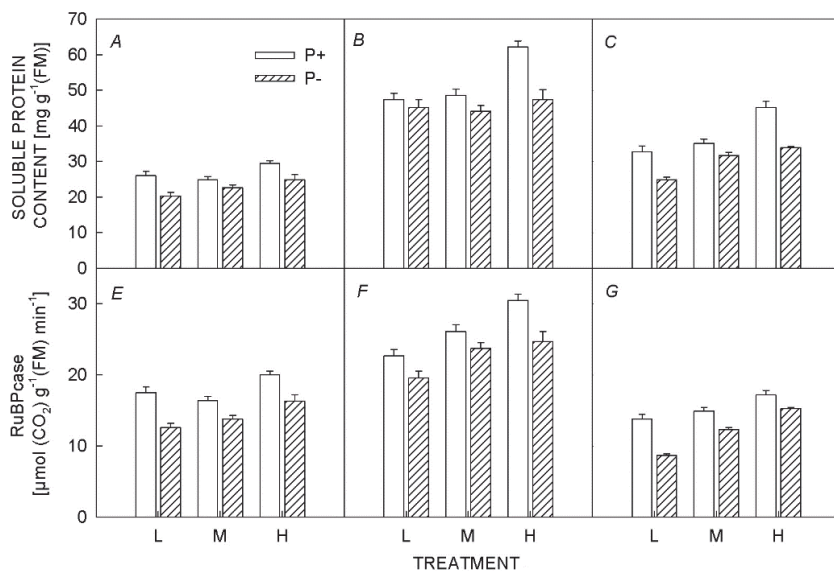 SOLUBLE PROTEIN
CONTENT [mg g⁻¹(FM)]
70
60
50
40
30
20
10
0
A
P+
P-
B
C
RuBPcase
[μmol (CO₂) g⁻¹(FM) min⁻¹]
30
20
10
0
E
F
G
L M H L M H L M H
TREATMENT